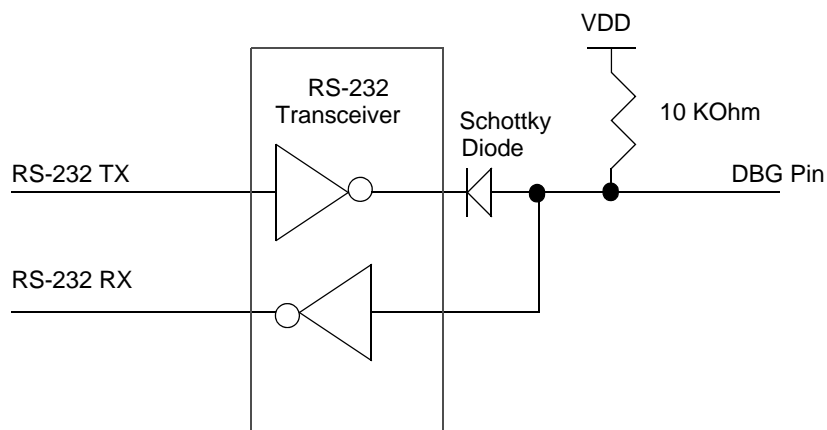 VDD
RS-232
Transceiver
Schottky
Diode
10 KOhm
RS-232 TX
DBG Pin
RS-232 RX